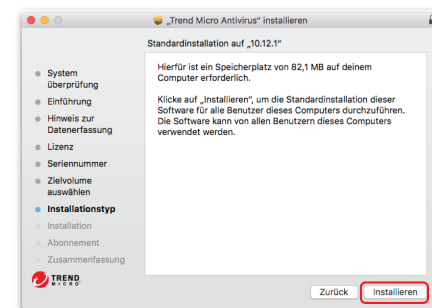 „Trend Micro Antivirus“ installieren
Standardinstallation auf „10.12.1“
System
überprüfung
Einführung
Hinweis zur
Datenerfassung
Lizenz
Seriennummer
Zielvolume
auswählen
Installationstyp
Installation
Abonnement
Zusammenfassung
Hierfür ist ein Speicherplatz von 82,1 MB auf deinem
Computer erforderlich.
Klicke auf „Installieren“, um die Standardinstallation dieser
Software für alle Benutzer dieses Computers durchzuführen.
Die Software kann von allen Benutzern dieses Computers
verwendet werden.
TREND
MICRO
Zurück
Installieren